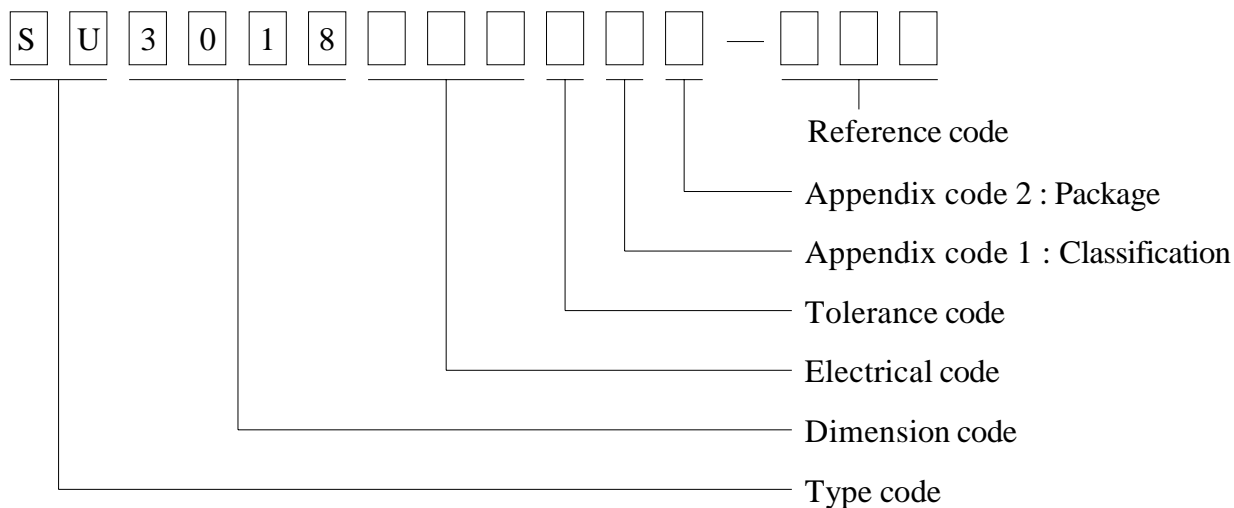 S U 3 0 1 8 —
Reference code
Appendix code 2 : Package
Appendix code 1 : Classification
Tolerance code
Electrical code
Dimension code
Type code